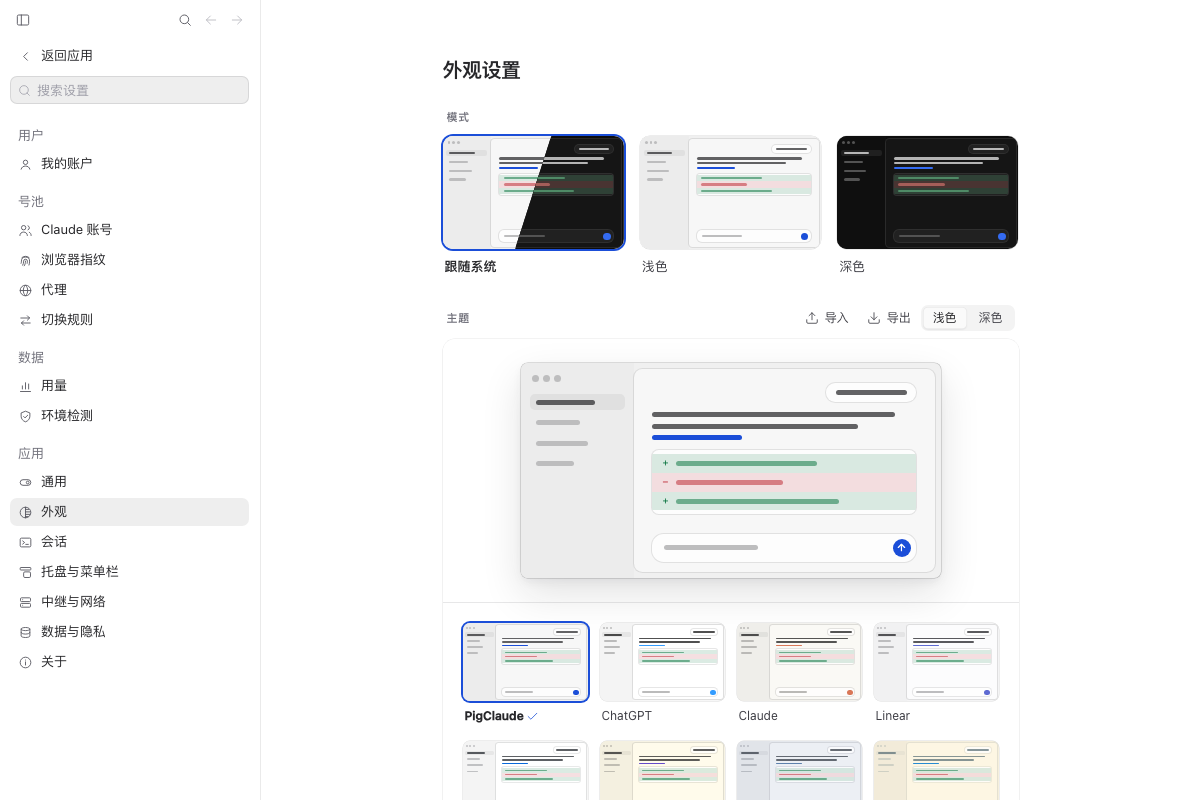 返回应用
搜索设置
用户
我的账户
号池
Claude 账号
浏览器指纹
代理
切换规则
数据
用量
环境检测
应用
通用
外观
会话
托盘与菜单栏
中继与网络
数据与隐私
关于
外观设置
模式
跟随系统
浅色
深色
主题
导入
导出
浅色
深色
PigClaude
ChatGPT
Claude
Linear